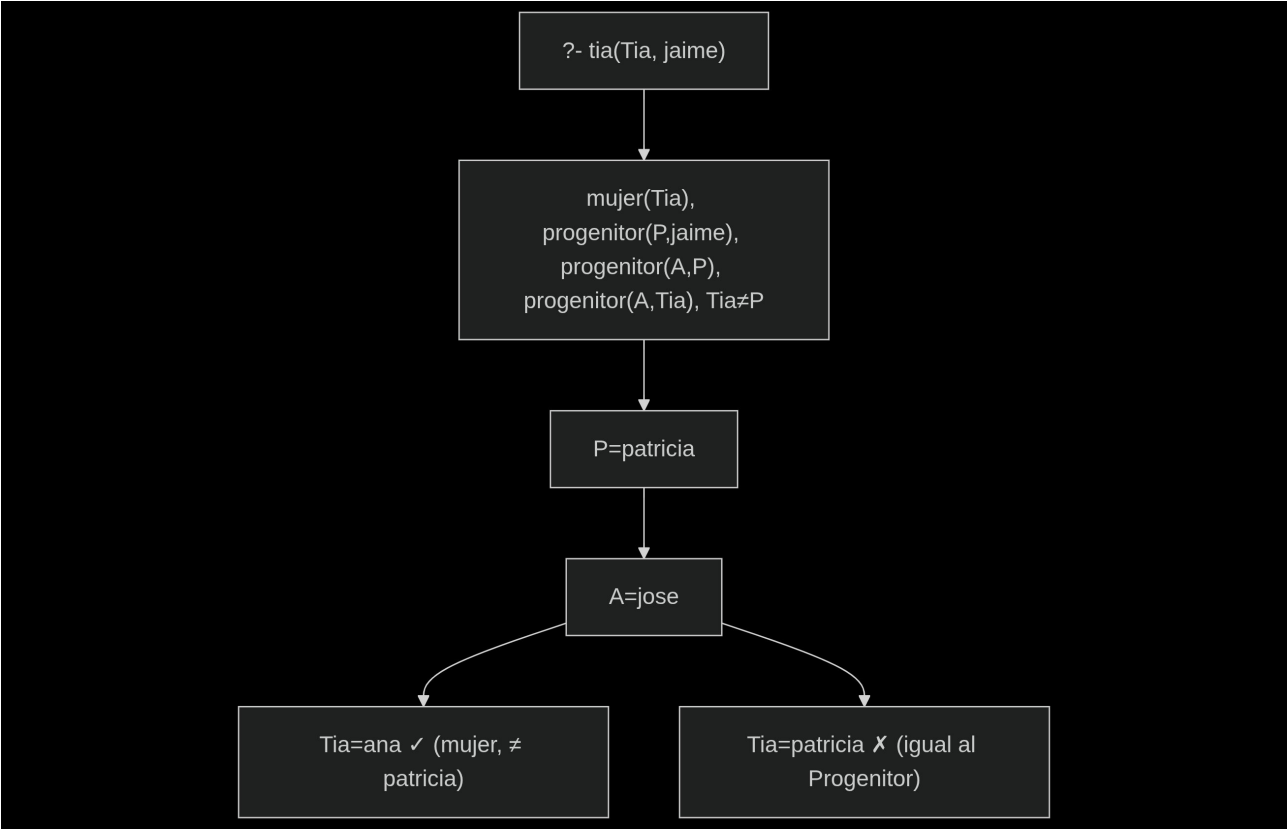 ?- tia(Tia, jaime)
mujer(Tia),
progenitor(P,jaime),
progenitor(A,P),
progenitor(A,Tia), Tia≠P
P=patricia
A=jose
Tia=ana ✓ (mujer, ≠
patricia)
Tia=patricia ✗ (igual al
Progenitor)